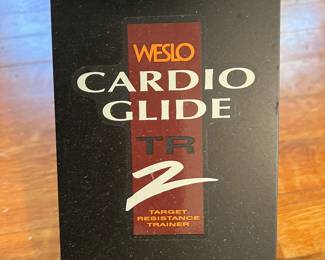 WESLO
CARDIO
GLIDE
TR
2
TARGET
RESISTANCE
TRAINER